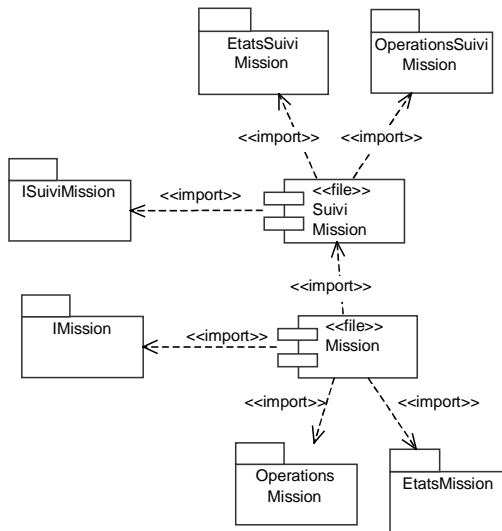 EtatsSuivi
Mission
OperationsSuivi
Mission
<<import>>
<<import>>
ISuiviMission
<<import>>
<<file>>
Suivi
Mission
<<import>>
IMission
<<import>>
<<file>>
Mission
<<import>>
<<import>>
Operations
Mission
EtatsMission